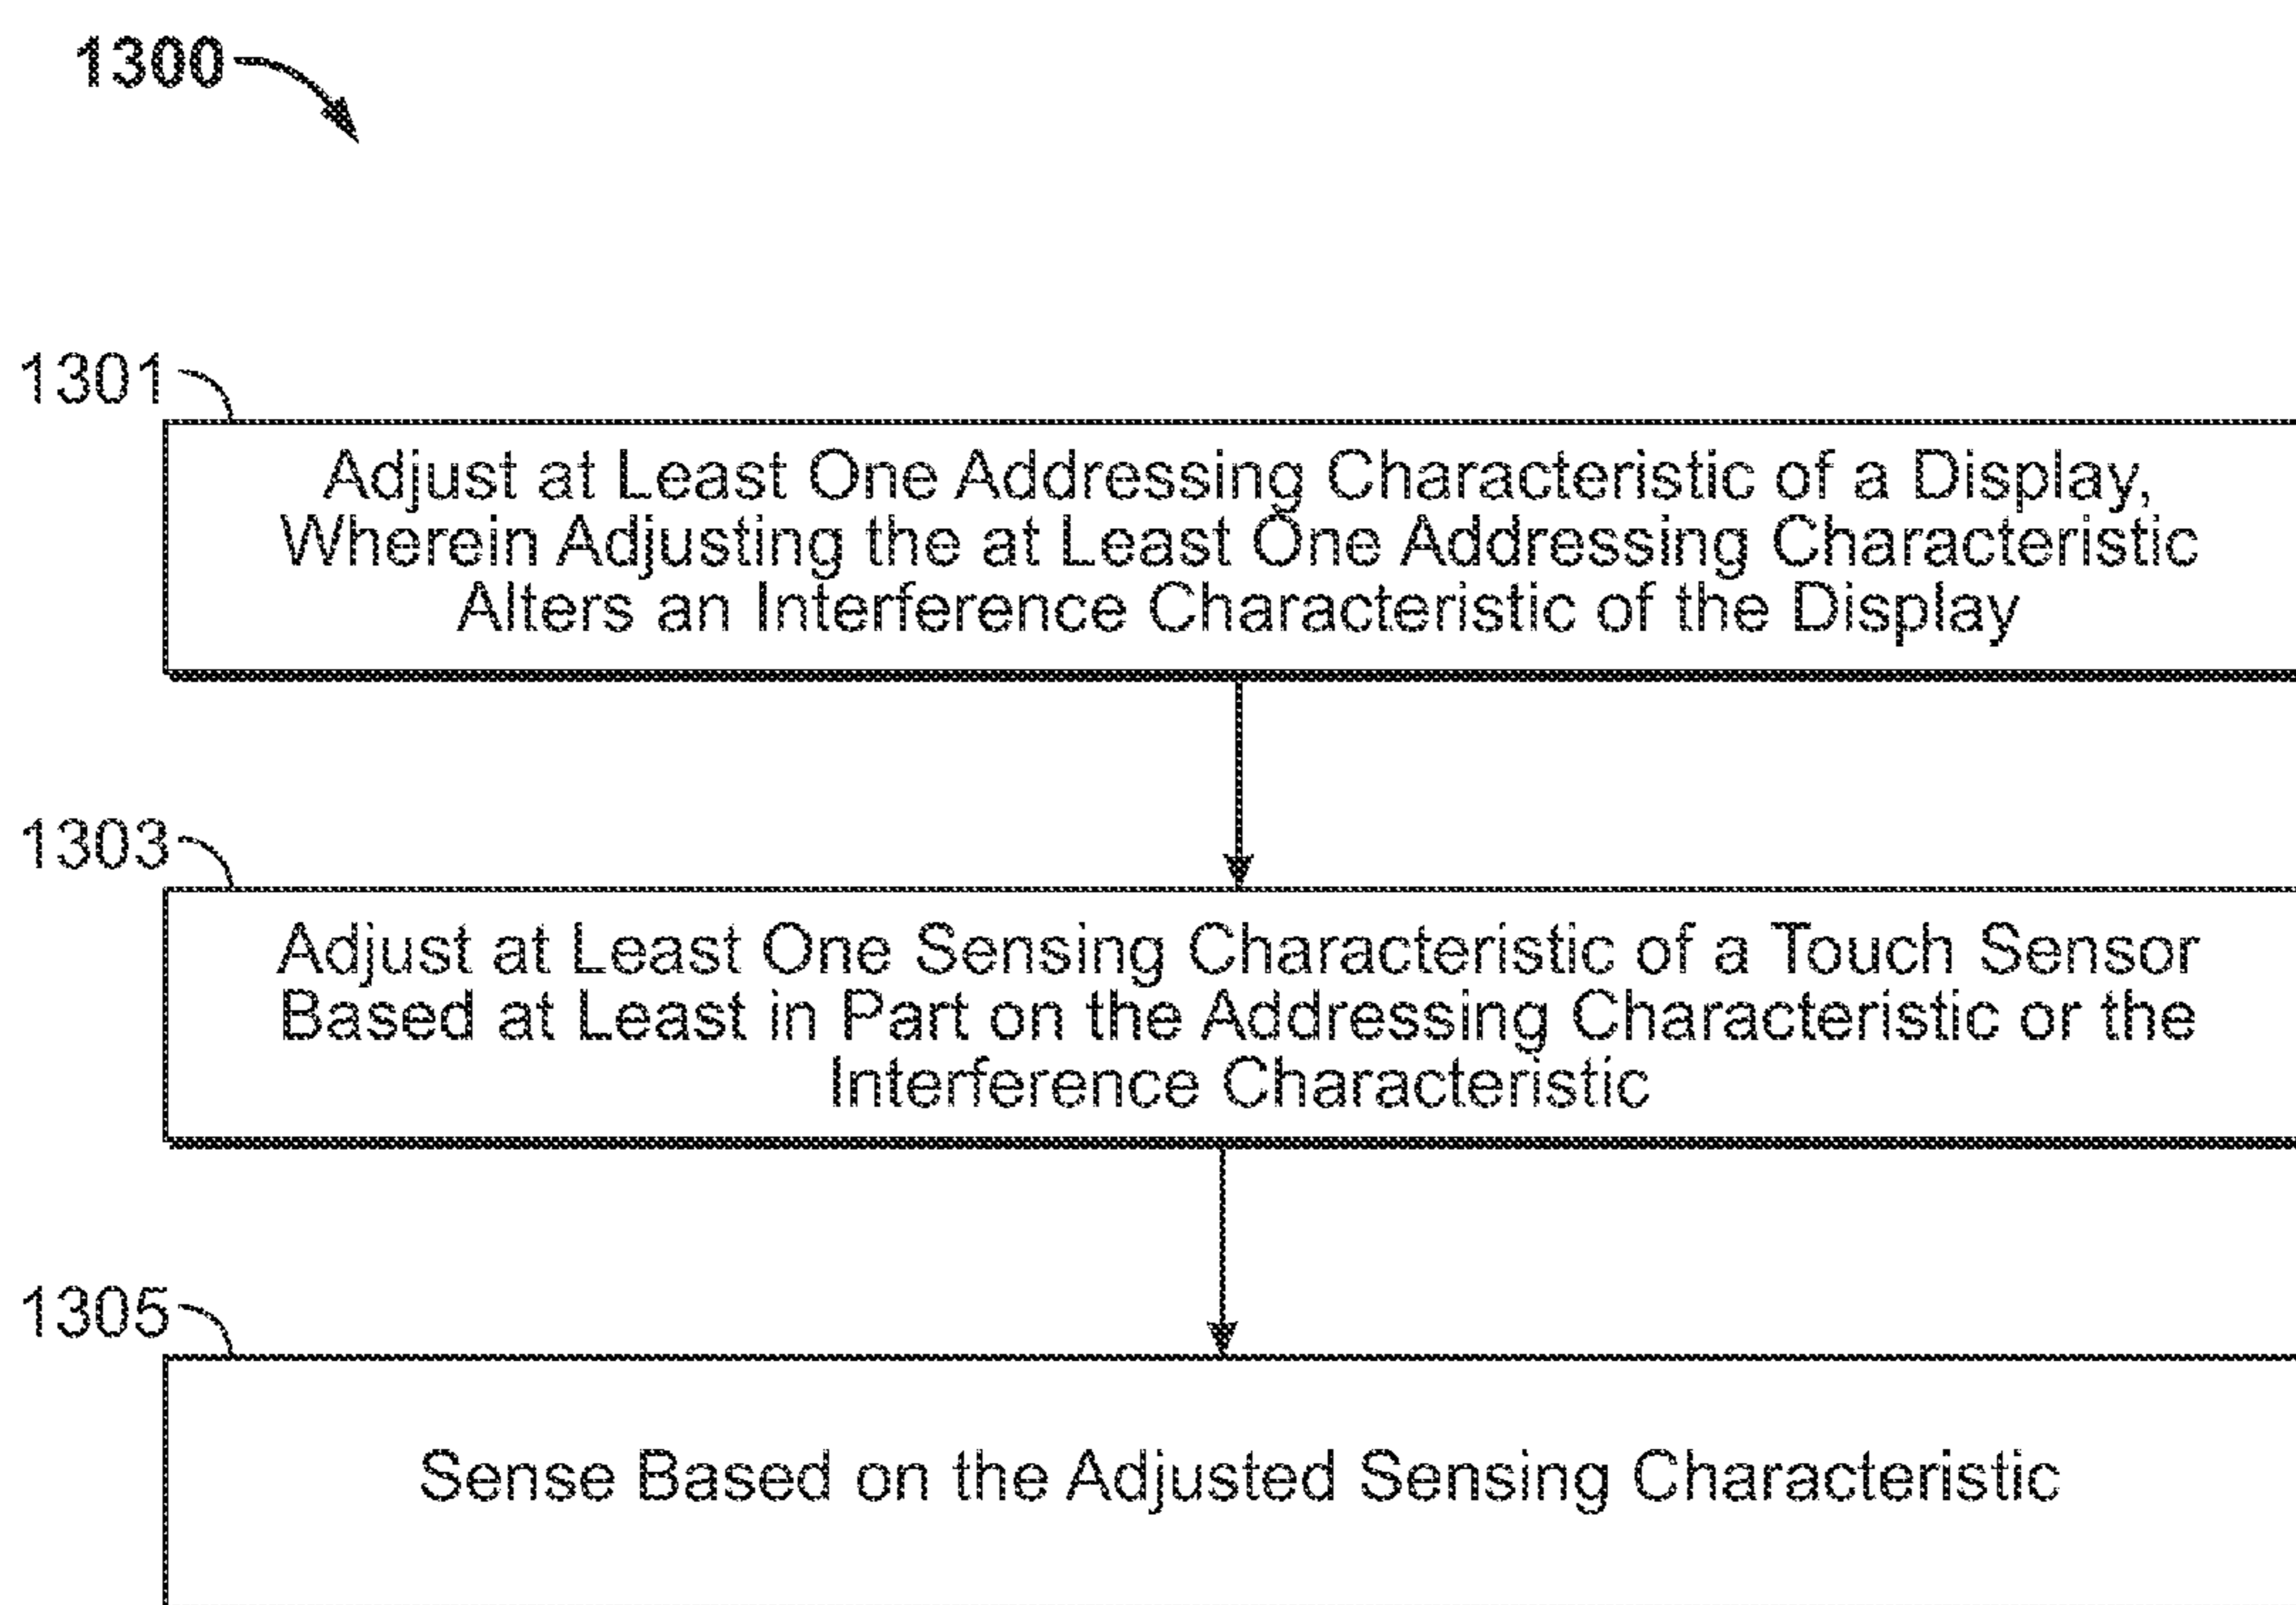 1300
1301
Adjust at Least One Addressing Characteristic of a Display,
Wherein Adjusting the at Least One Addressing Characteristic
Alters an Interference Characteristic of the Display
1303
Adjust at Least One Sensing Characteristic of a Touch Sensor
Based at Least in Part on the Addressing Characteristic or the
Interference Characteristic
1305
Sense Based on the Adjusted Sensing Characteristic